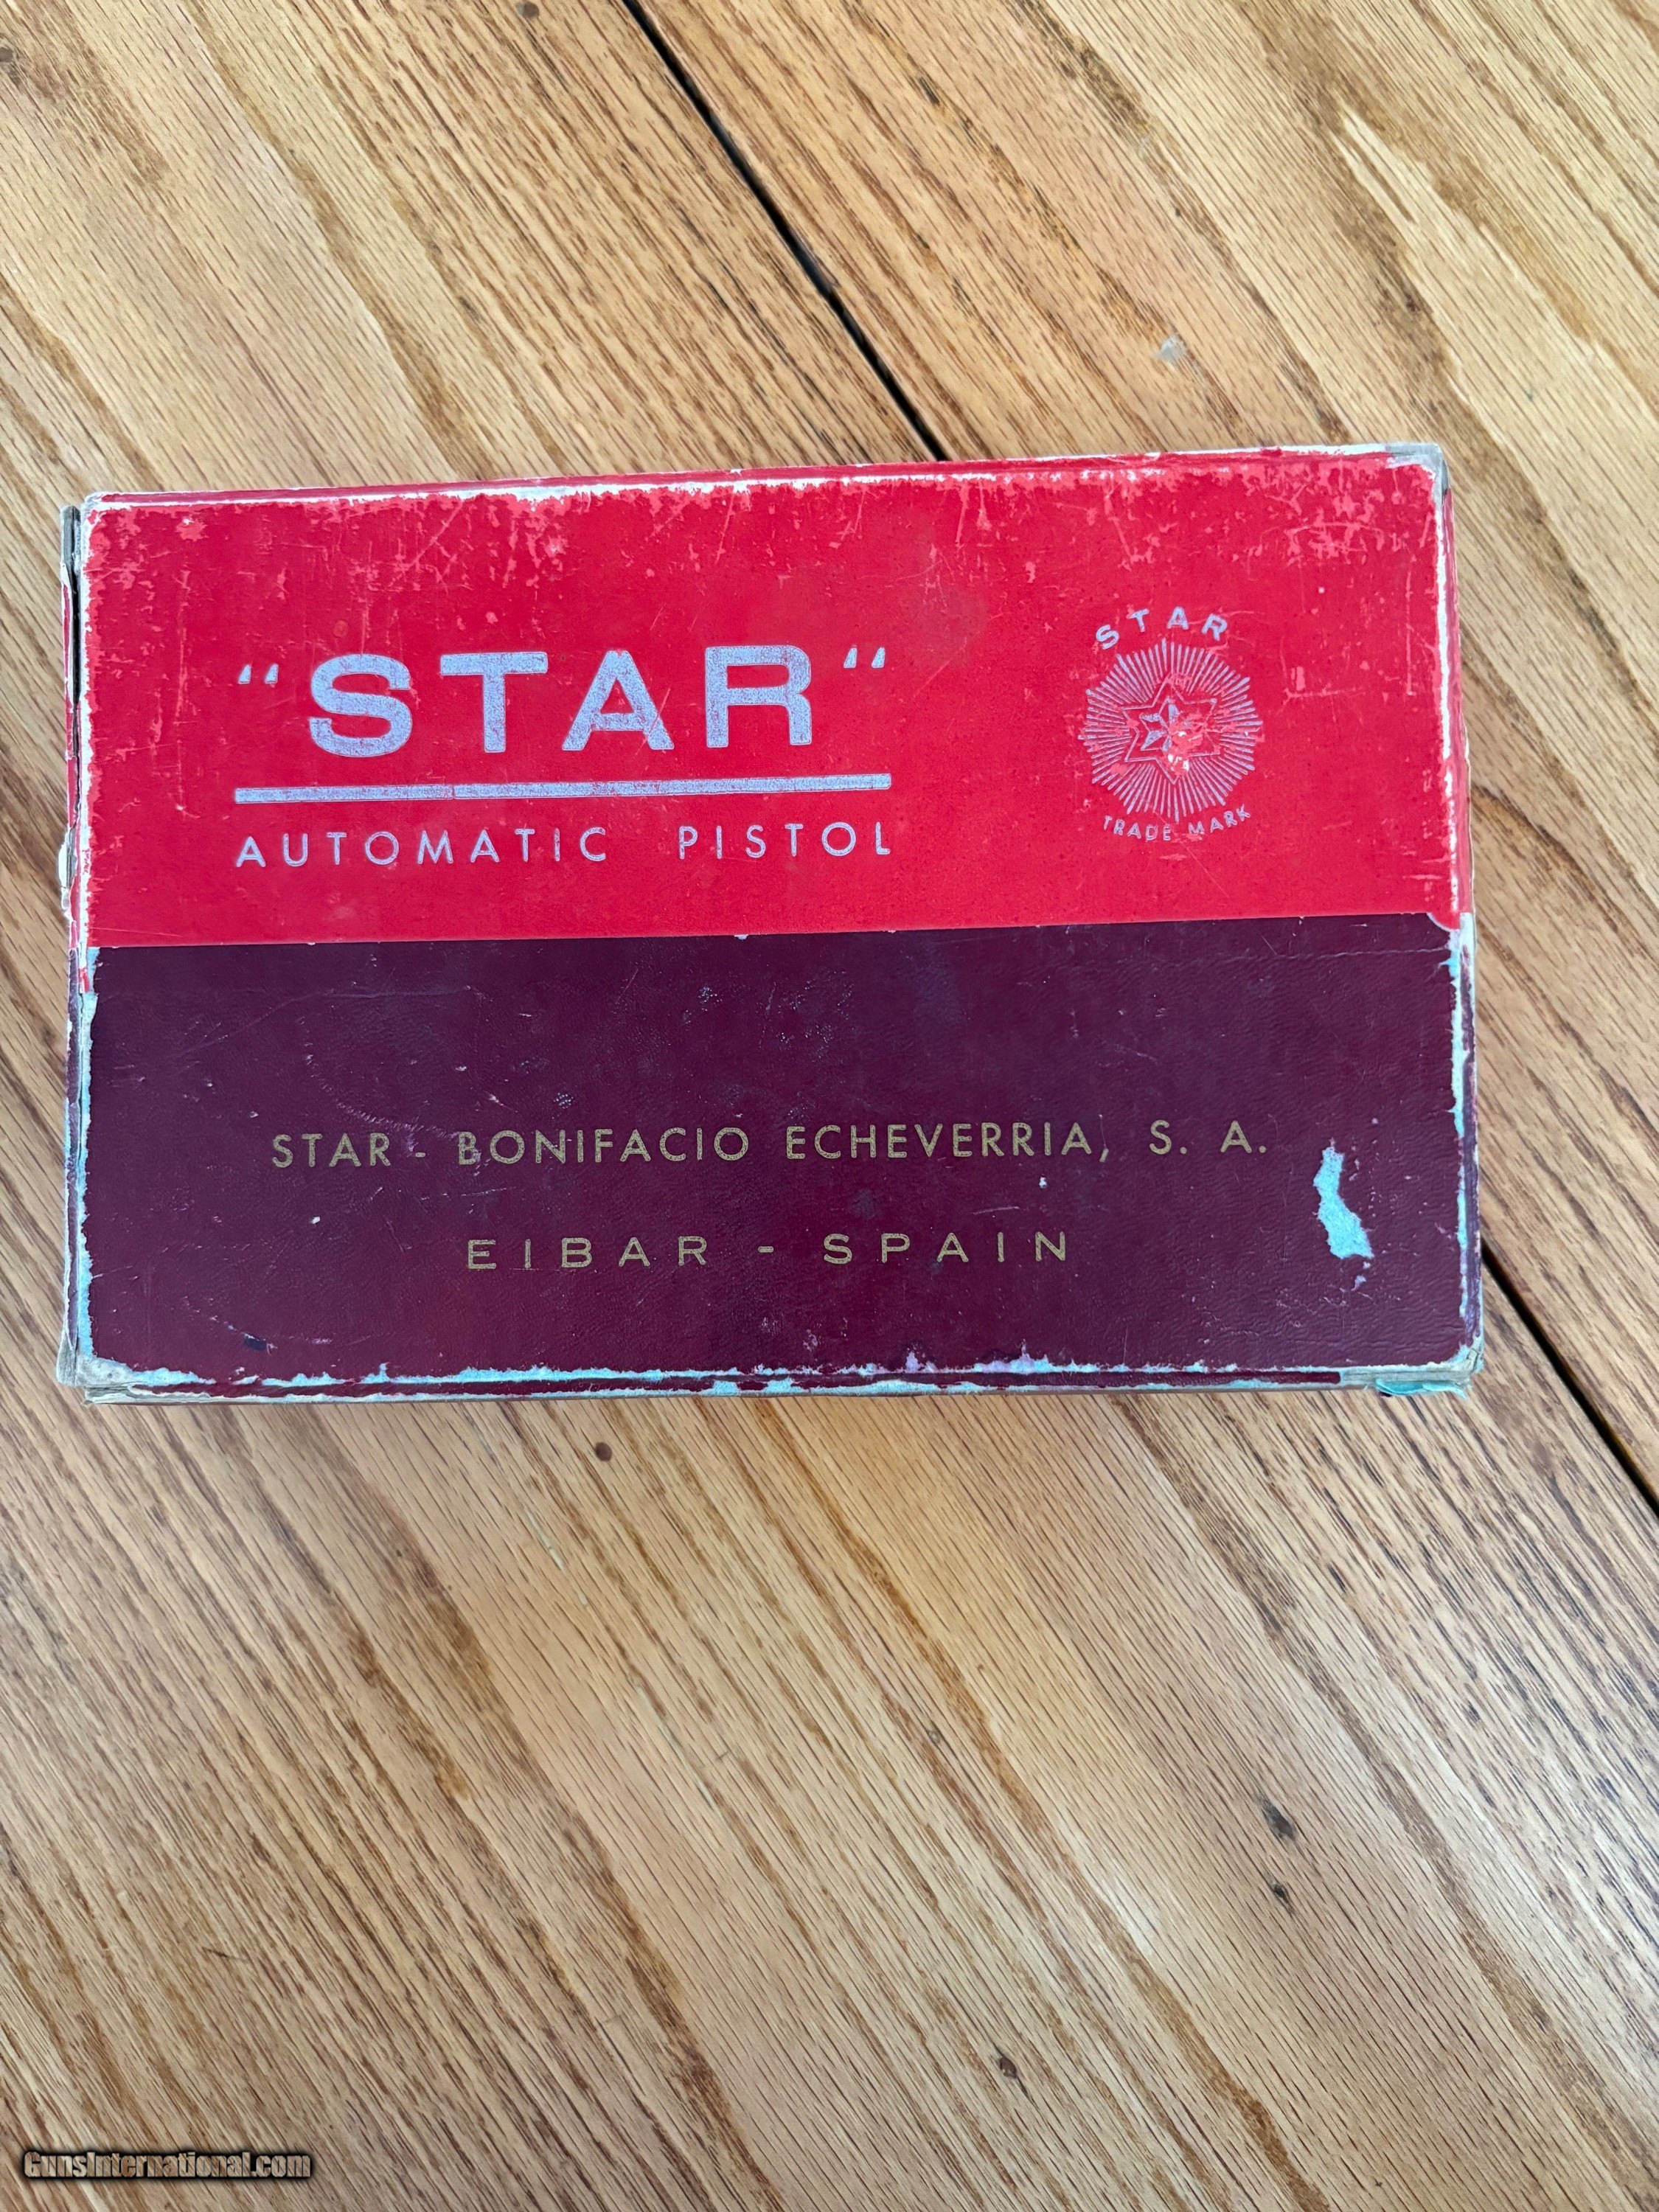 “STAR“
AUTOMATIC PISTOL
STAR
TRADE MARK
STAR - BONIFACIO ECHEVERRIA, S. A.
EIBAR - SPAIN
GunsInternational.com